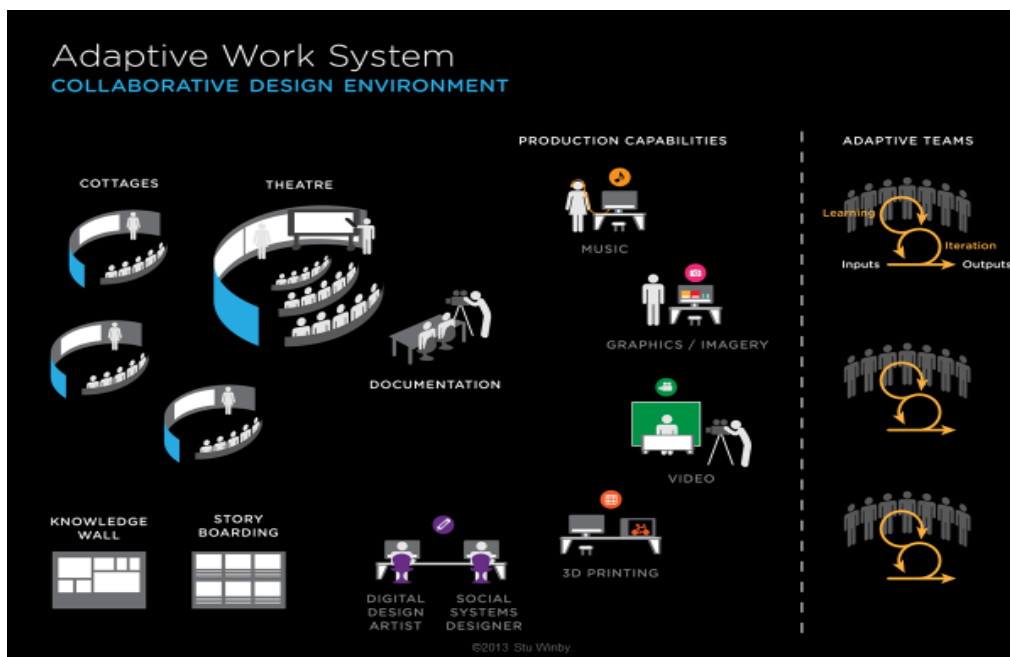 Adaptive Work System
COLLABORATIVE DESIGN ENVIRONMENT
COTTAGES
THEATRE
DOCUMENTATION
PRODUCTION CAPABILITIES
MUSIC
GRAPHICS / IMAGERY
VIDEO
3D PRINTING
KNOWLEDGE
WALL
STORY
BOARDING
DIGITAL
DESIGN
ARTIST
SOCIAL
SYSTEMS
DESIGNER
ADAPTIVE TEAMS
Learning
Iteration
Inputs
Outputs
©2013 Stu Winby